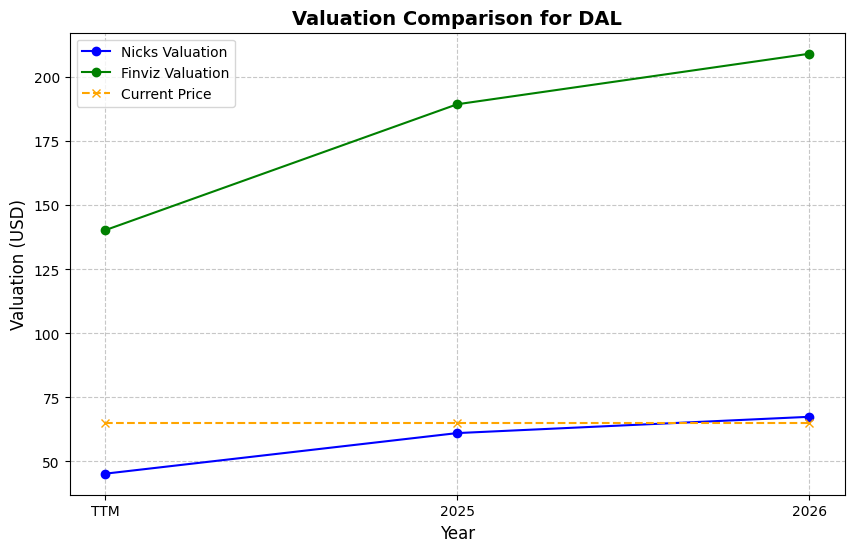 Valuation Comparison for DAL
Nicks Valuation
Finviz Valuation
Current Price
Valuation (USD)
200
175
150
125
100
75
50
TTM
2025
2026
Year